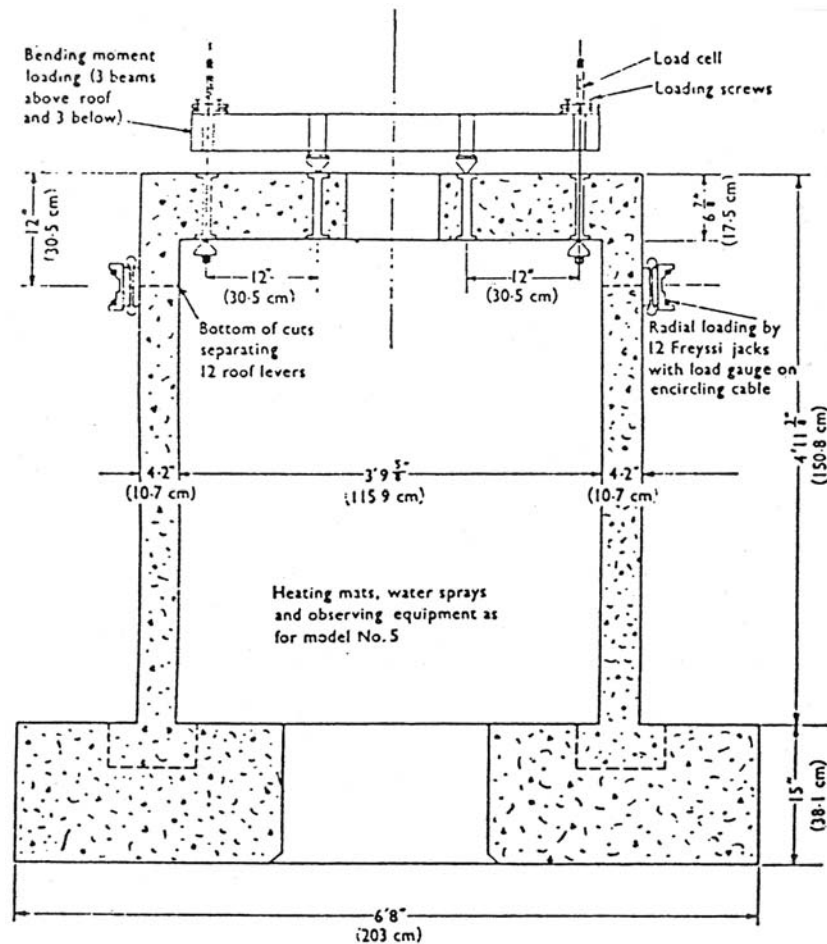 Bending moment
loading (3 beams
above roof
and 3 below)
Load cell
Loading screws
12"
(30·5 cm)
6 7/8"
(17·5 cm)
12"
(30·5 cm)
12"
(30·5 cm)
Bottom of cuts
separating
12 roof levers
Radial loading by
12 Freyssi jacks
with load gauge on
encircling cable
4'11 3/8"
(150·8 cm)
4·2"
(10·7 cm)
3'9 5/8"
(115·9 cm)
4·2"
(10·7 cm)
Heating mats, water sprays
and observing equipment as
for model No. 5
15"
(38·1 cm)
6'8"
(203 cm)